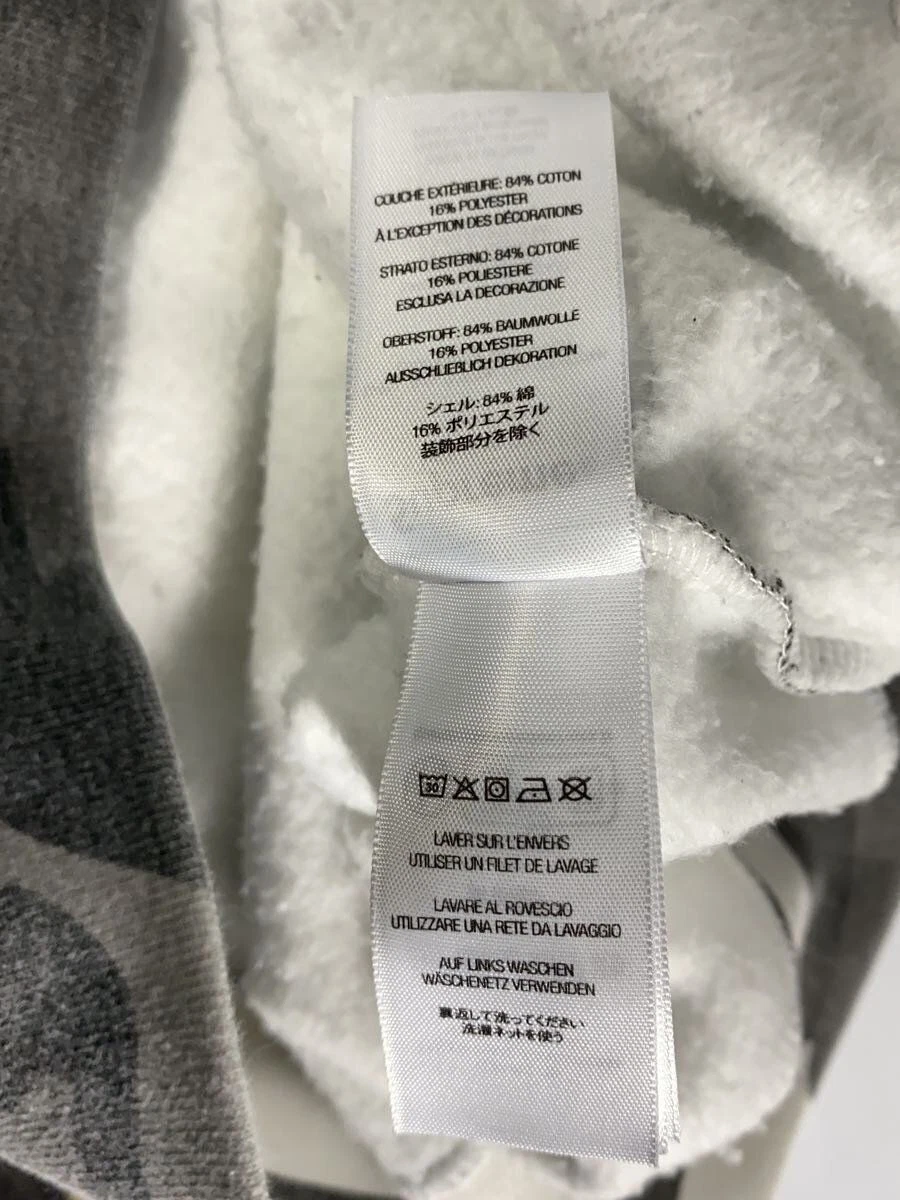 COUCHE EXTÉRIEURE: 84% COTON
16% POLYESTER
À L'EXCEPTION DES DÉCORATIONS
STRATO ESTERNO: 84% COTONE
16% POLIESTERE
ESCLUSA LA DECORAZIONE
OBERSTOFF: 84% BAUMWOLLE
16% POLYESTER
AUSSCHLIEßLICH DEKORATION
シェル: 84% 綿
16% ポリエステル
装飾部分を除く
30
LAVER SUR L'ENVERS
UTILISER UN FILET DE LAVAGE
LAVARE AL ROVESCIO
UTILIZZARE UNA RETE DA LAVAGGIO
AUF LINKS WASCHEN
WÄSCHENETZ VERWENDEN
裏返して洗ってください
洗濯ネットを使う